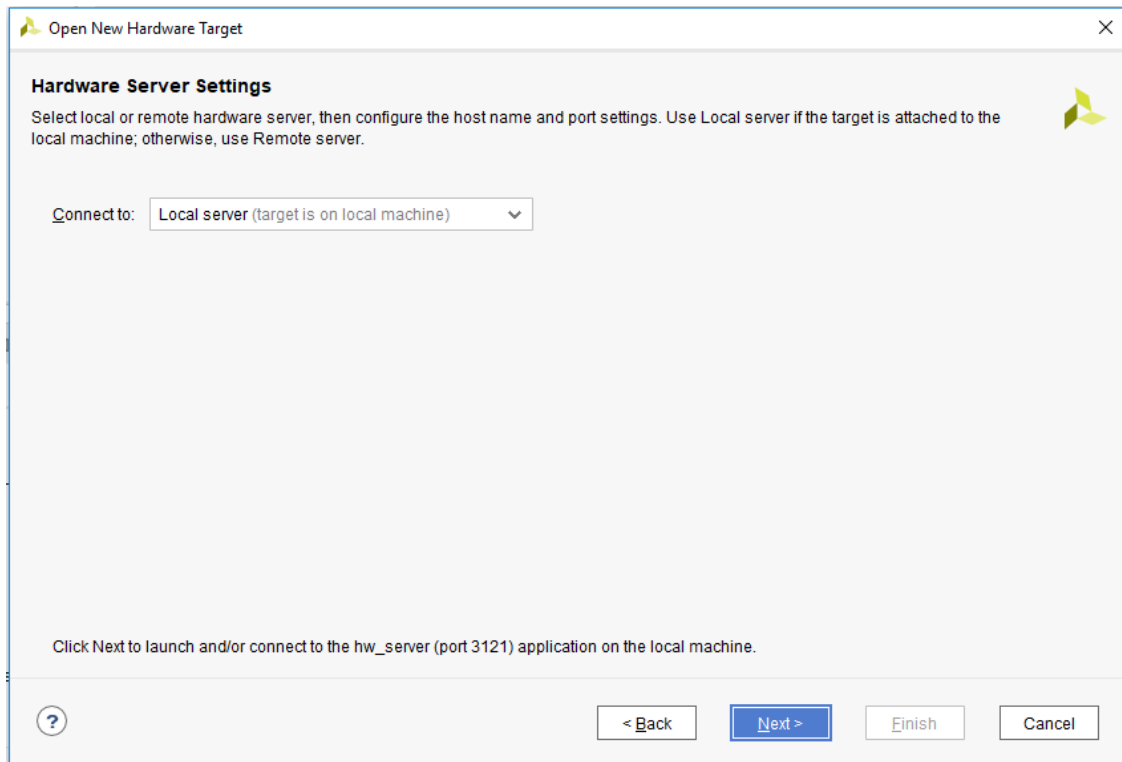 Open New Hardware Target
Hardware Server Settings
Select local or remote hardware server, then configure the host name and port settings. Use Local server if the target is attached to the
local machine; otherwise, use Remote server.
Connect to: Local server (target is on local machine)
Click Next to launch and/or connect to the hw_server (port 3121) application on the local machine.
? < Back Next > Finish Cancel